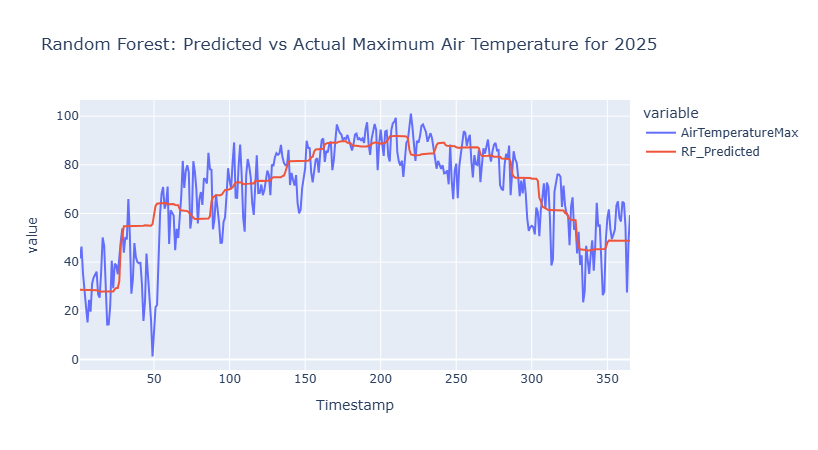 Random Forest: Predicted vs Actual Maximum Air Temperature for 2025
variable
AirTemperatureMax
RF_Predicted
value
100
80
60
40
20
0
50
100
150
200
250
300
350
Timestamp